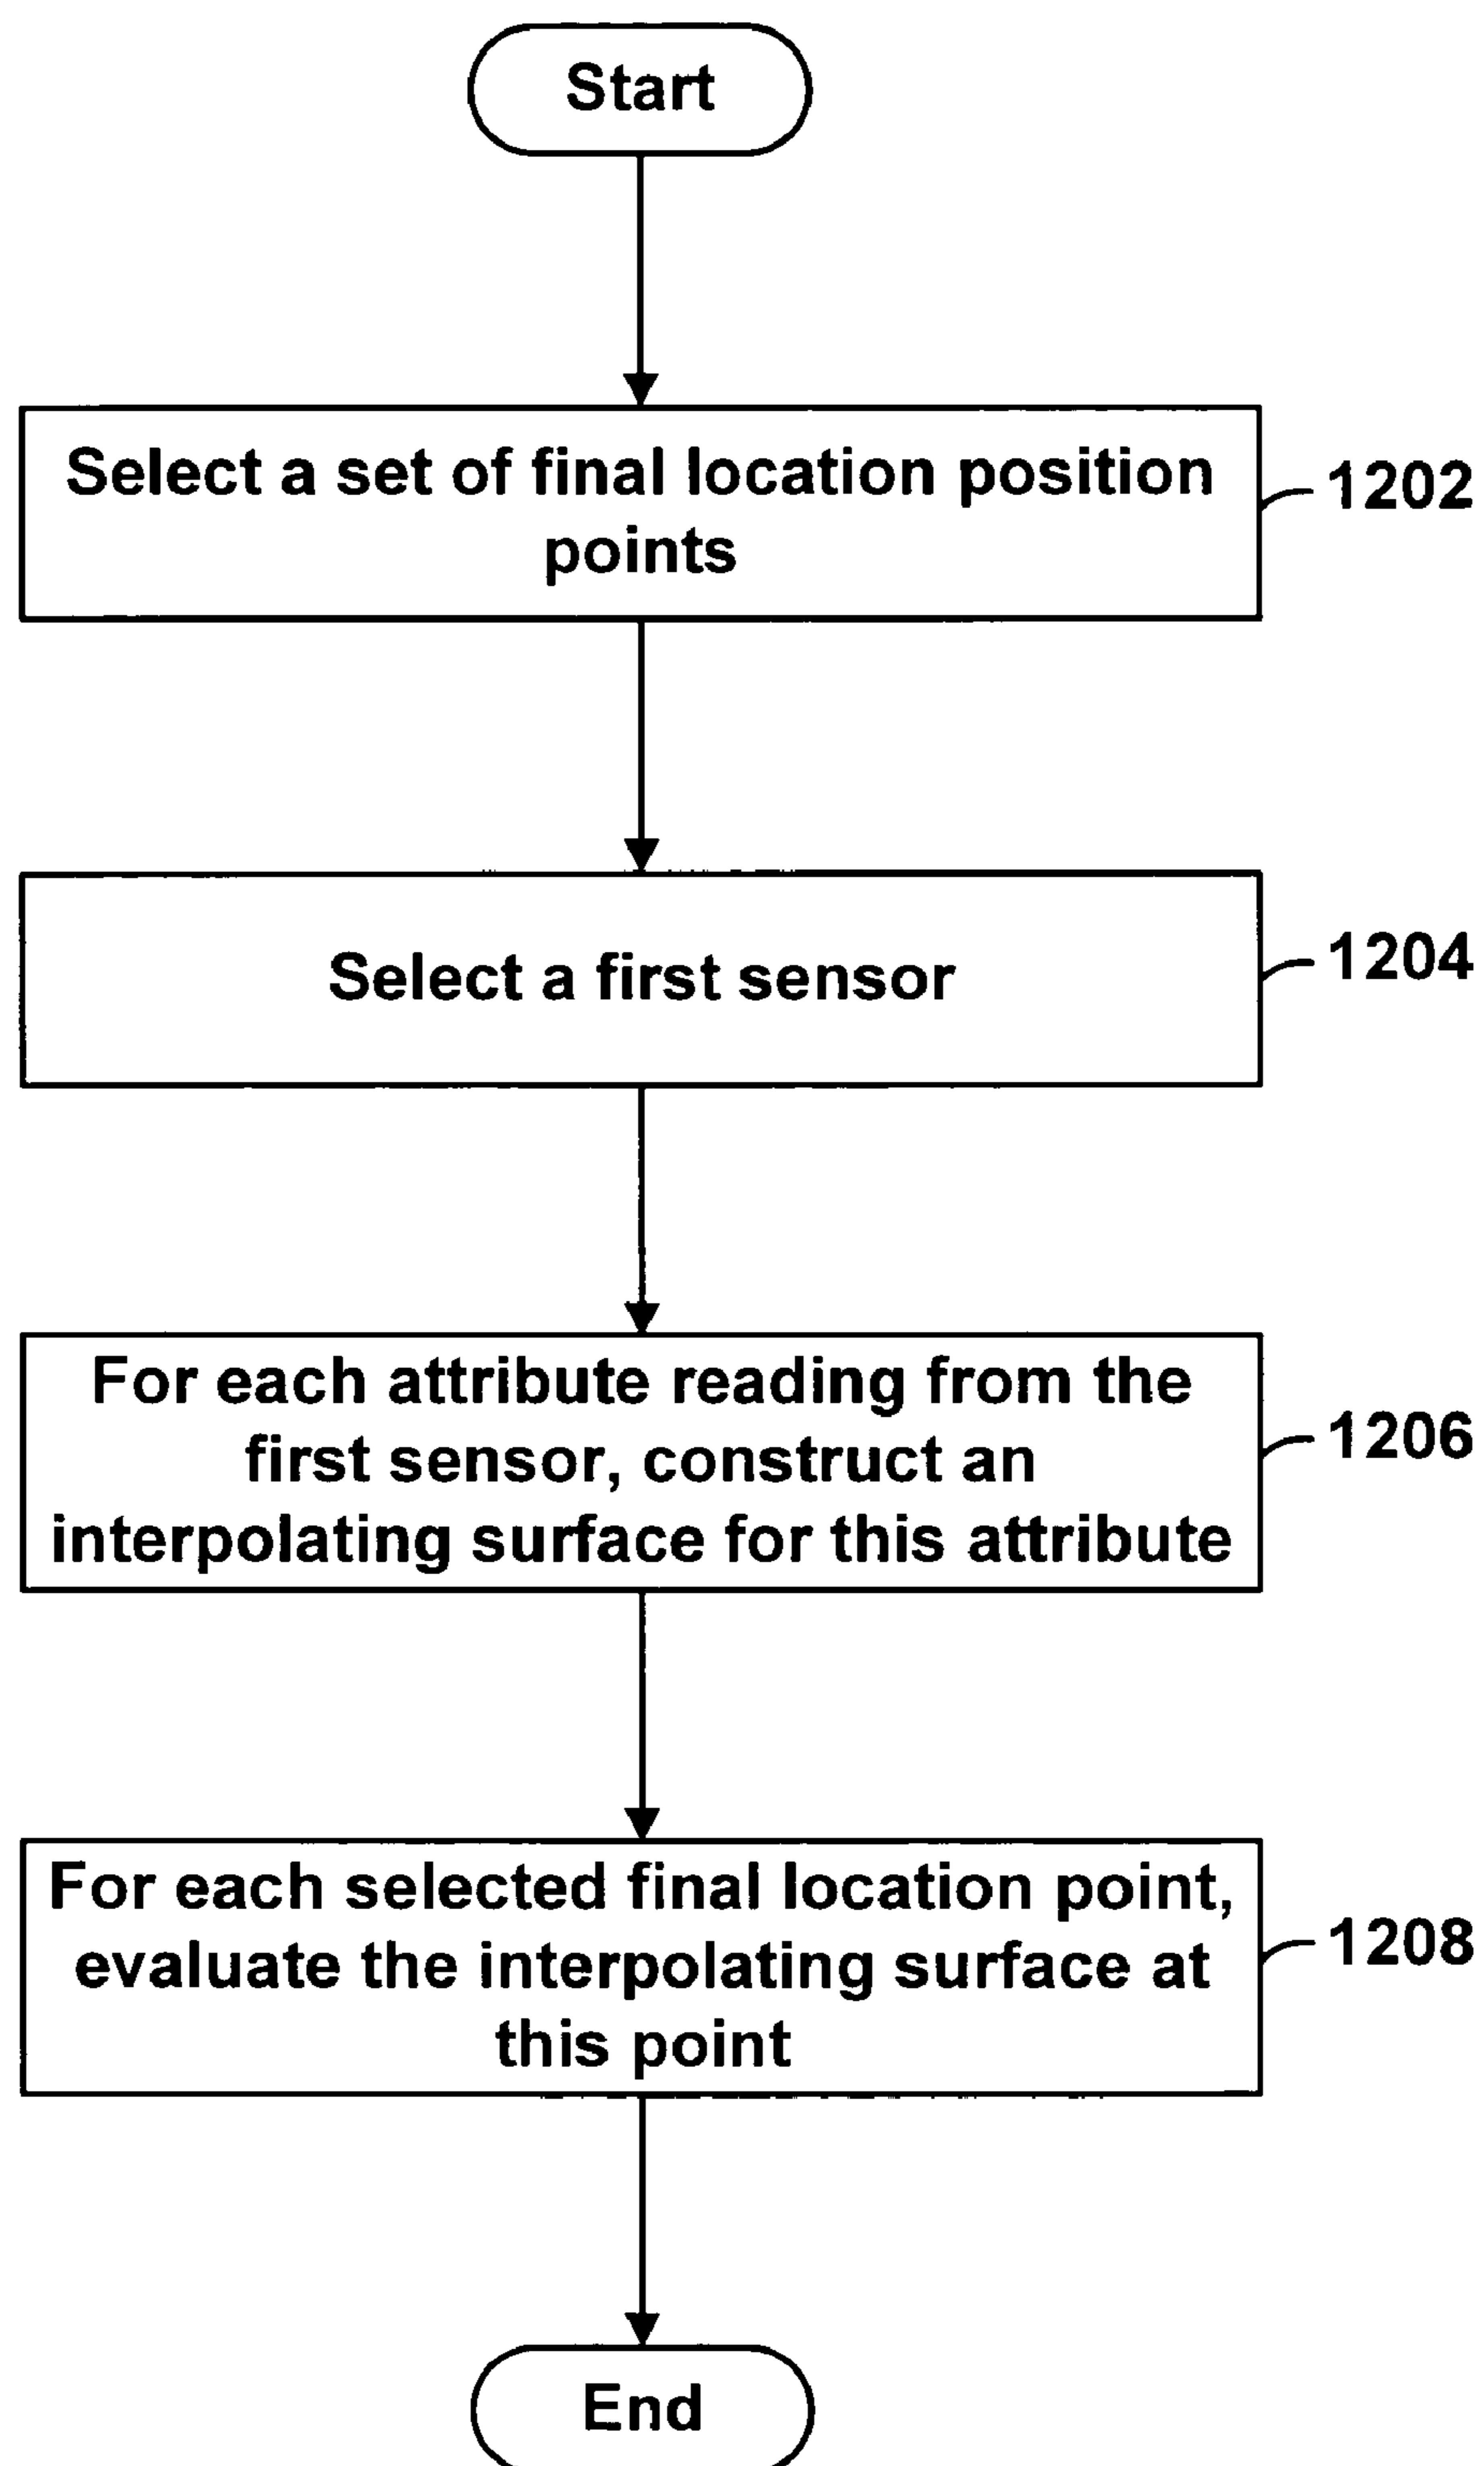 Start
Select a set of final location position
points
1202
Select a first sensor
1204
For each attribute reading from the
first sensor, construct an
interpolating surface for this attribute
1206
For each selected final location point,
evaluate the interpolating surface at
this point
1208
End